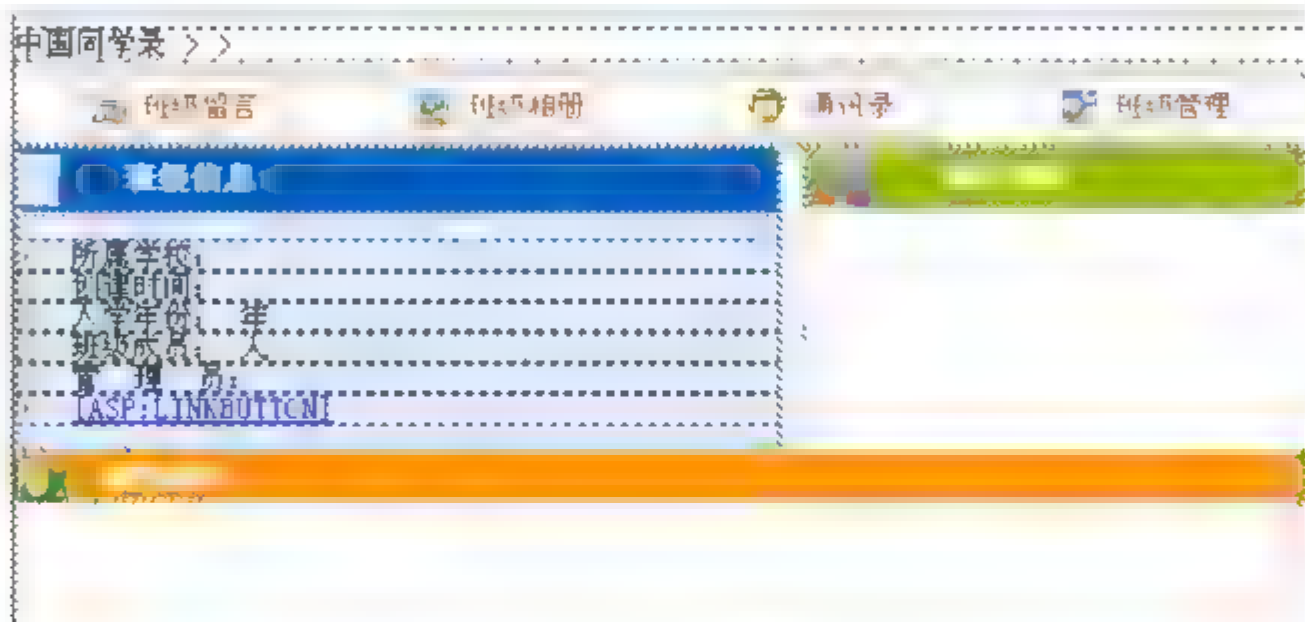 中国同学录 >>
班级留言 班级相册 通讯录 班级管理
班级信息
所属学校:
创建时间:
入学年份: 年
班级成员: 人
管 理 员:
[ASP:LINKBUTTON]